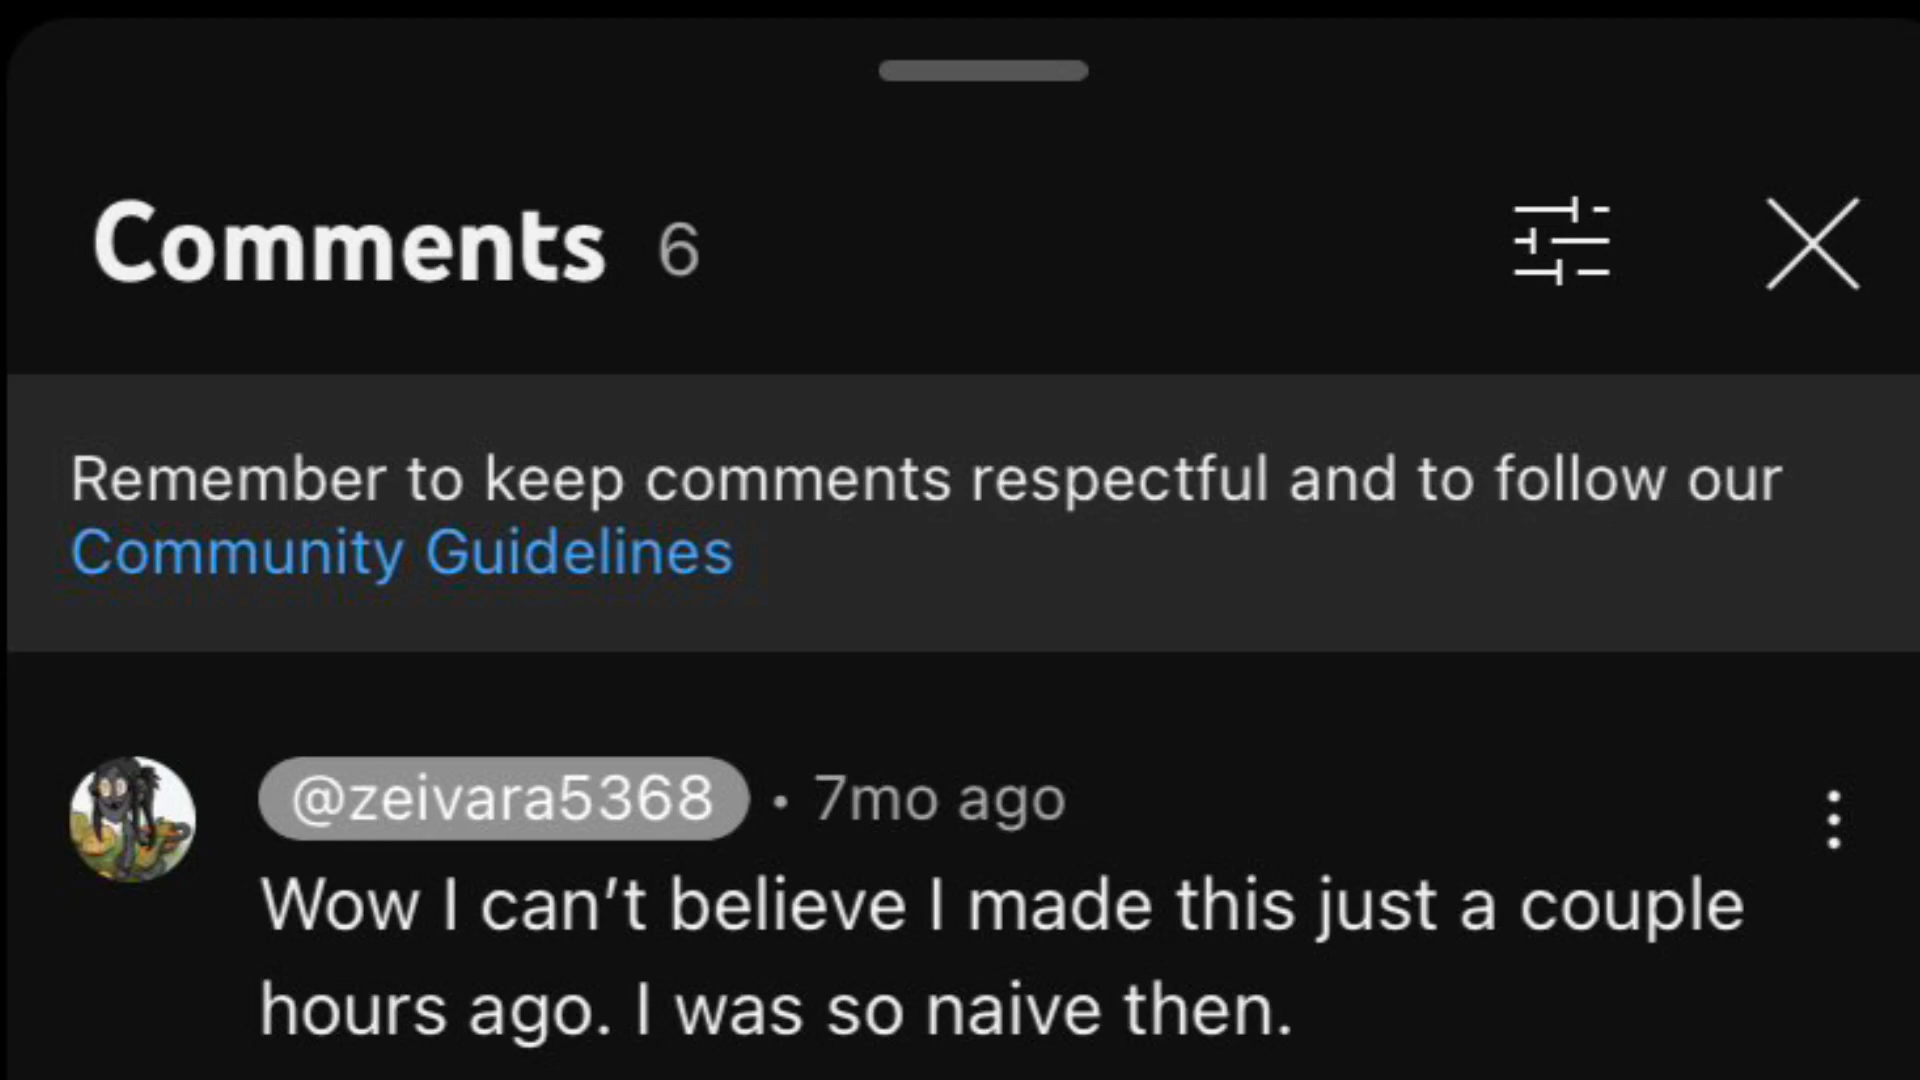 Comments 6
Remember to keep comments respectful and to follow our
Community Guidelines
@zeivara5368 • 7mo ago
Wow I can’t believe I made this just a couple
hours ago. I was so naive then.